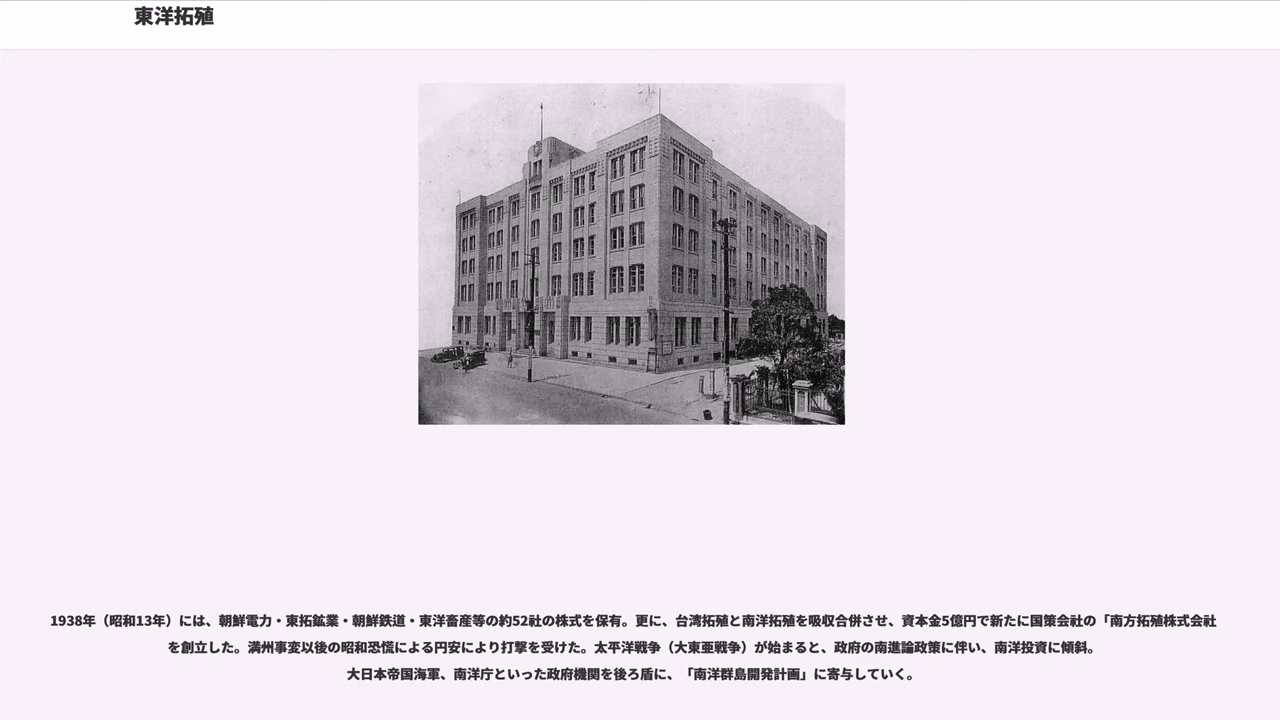 東洋拓殖
1938年（昭和13年）には、朝鮮電力・東拓鉱業・朝鮮鉄道・東洋畜産等の約52社の株式を保有。更に、台湾拓殖と南洋拓殖を吸収合併させ、資本金5億円で新たに国策会社の「南方拓殖株式会社
を創立した。満州事変以後の昭和恐慌による円安により打撃を受けた。太平洋戦争（大東亜戦争）が始まると、政府の南進論政策に伴い、南洋投資に傾斜。
大日本帝国海軍、南洋庁といった政府機関を後ろ盾に、「南洋群島開発計画」に寄与していく。